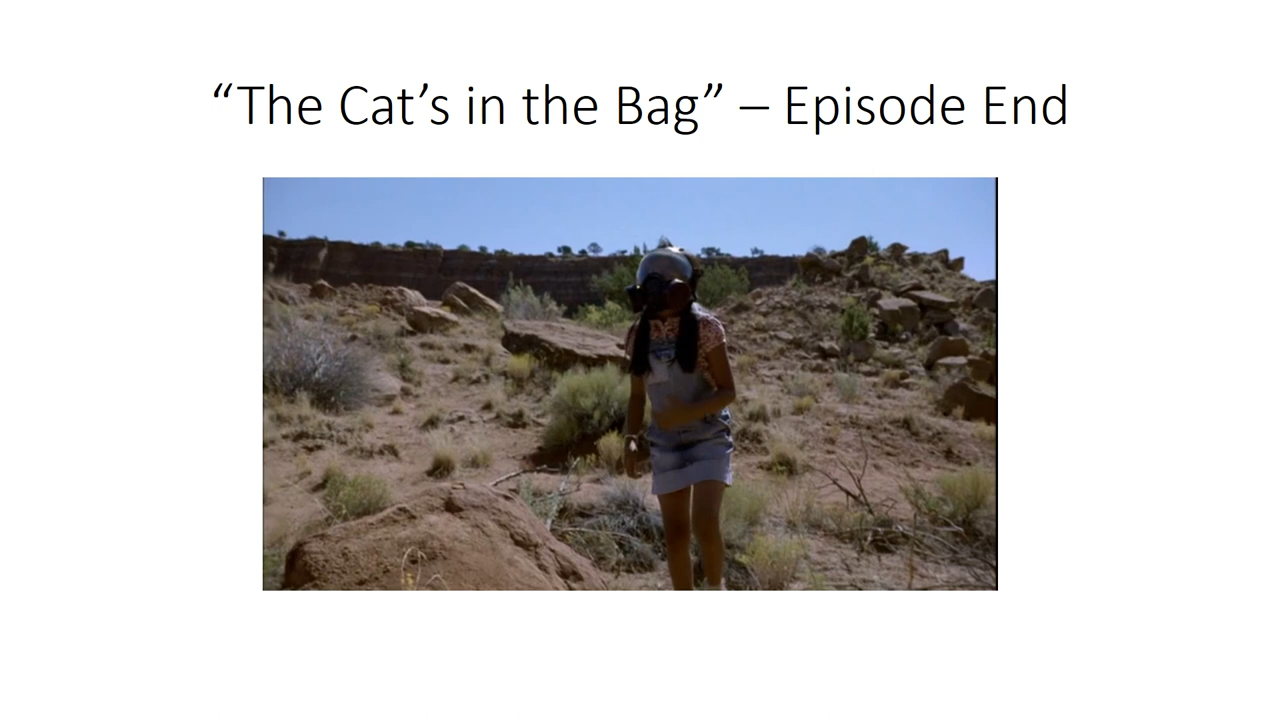 “The Cat’s in the Bag” – Episode End